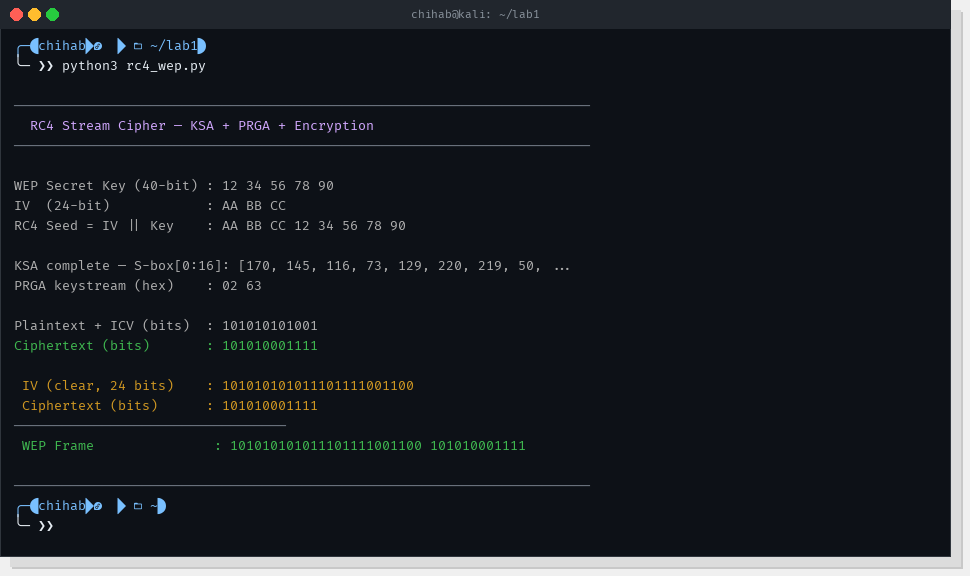 chihab@kali: ~/lab1
chihab ~/lab1
❯❯ python3 rc4_wep.py
RC4 Stream Cipher — KSA + PRGA + Encryption
WEP Secret Key (40-bit) : 12 34 56 78 90
IV  (24-bit)            : AA BB CC
RC4 Seed = IV || Key    : AA BB CC 12 34 56 78 90
KSA complete — S-box[0:16]: [170, 145, 116, 73, 129, 220, 219, 50, ...
PRGA keystream (hex)    : 02 63
Plaintext + ICV (bits)  : 101010101001
Ciphertext (bits)       : 101010001111
IV (clear, 24 bits)    : 101010101011101111001100
Ciphertext (bits)      : 101010001111
WEP Frame               : 101010101011101111001100 101010001111
chihab ~
❯❯